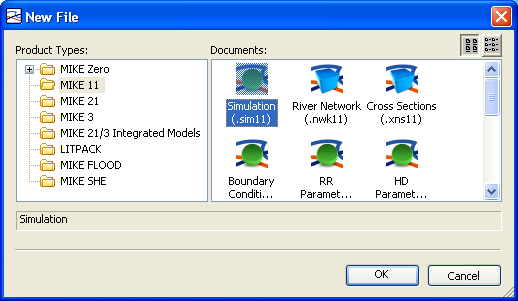 New File
Product Types:
Documents:
MIKE Zero
MIKE 11
MIKE 21
MIKE 3
MIKE 21/3 Integrated Models
LITPACK
MIKE FLOOD
MIKE SHE
Simulation
(.sim11)
River Network
(.nwk11)
Cross Sections
(.xns11)
Boundary
Conditi...
RR
Paramet...
HD
Paramet...
Simulation
OK
Cancel